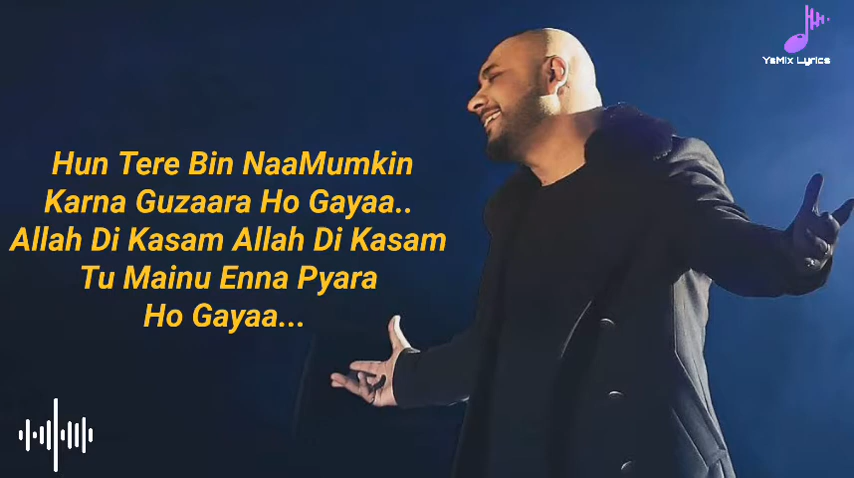 YaMix Lyrics
Hun Tere Bin NaaMumkin
Karna Guzaara Ho Gayaa..
Allah Di Kasam Allah Di Kasam
Tu Mainu Enna Pyara
Ho Gayaa...